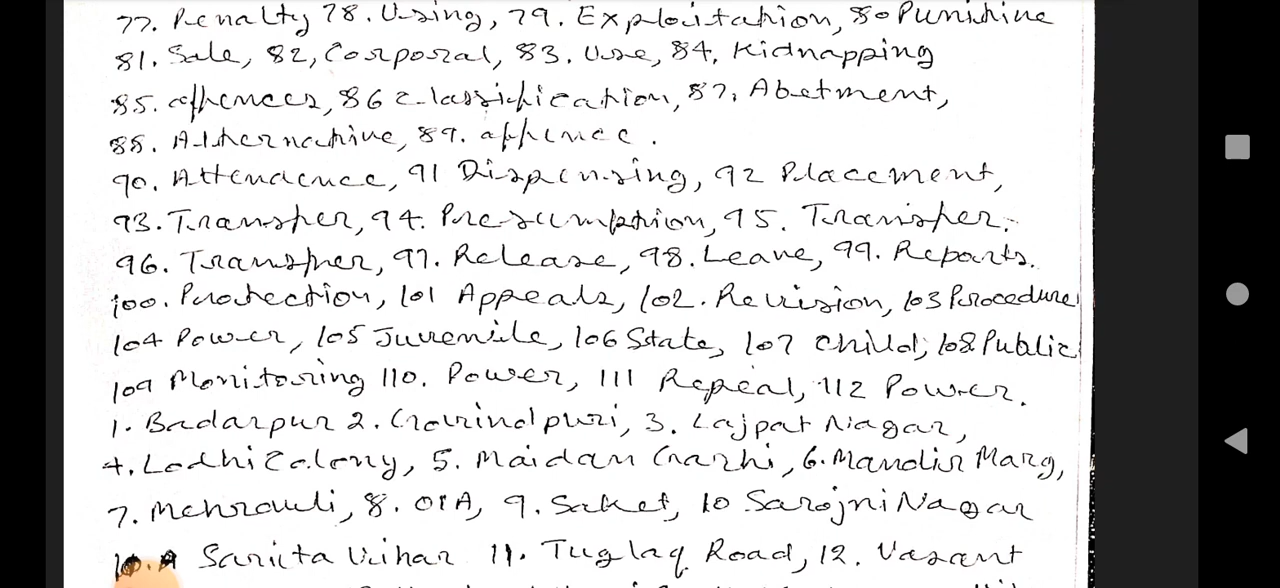 77. Penalty 78. Using, 79. Exploitation, 80 Punitive
81. Sale, 82, Corporal, 83. Use, 84, Kidnapping
85. offences, 86 classification, 87, Abetment,
88. Alternative, 89. offence.
90. Attendence, 91 Dispensing, 92 Placement,
93. Transfer, 94. Presumption, 95. Transfer.
96. Transfer, 97. Release, 98. Leave, 99. Reports.
100. Protection, 101 Appeals, 102. Revision, 103 Procedure
104 Power, 105 Juvenile, 106 State, 107 Child, 108 Public
109 Monitoring 110. Power, 111 Repeal, 112 Power.
1. Badarpur 2. Govindpuri, 3. Lajpat Nagar,
4. Lodhi Colony, 5. Maidan Garhi, 6. Mandir Marg,
7. Mehrauli, 8. OIA, 9. Saket, 10 Sarojni Nagar
10. A Sarita Vihar 11. Tuglaq Road, 12. Vasant